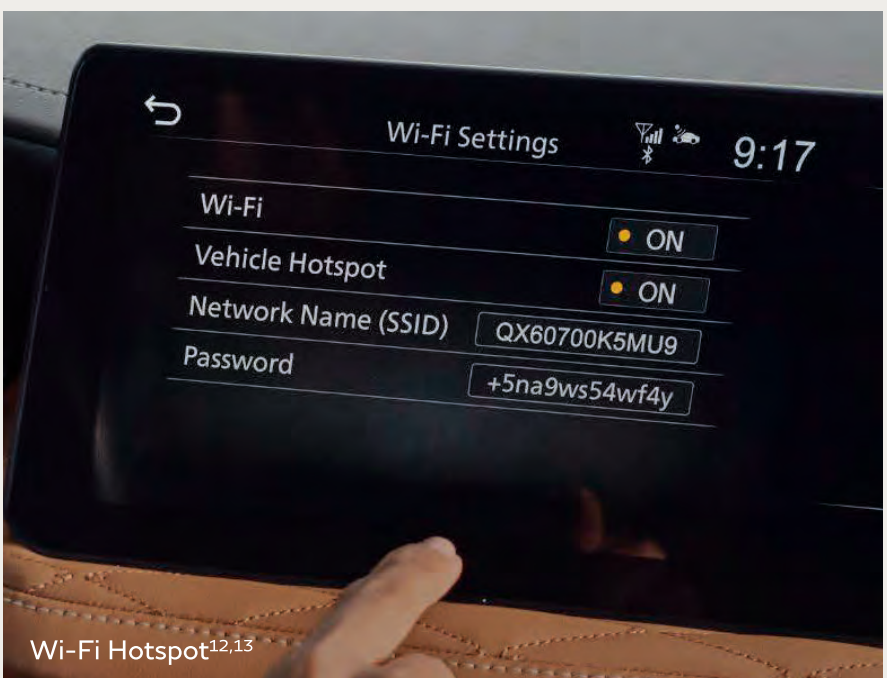 Wi-Fi Settings 9:17
Wi-Fi ON
Vehicle Hotspot ON
Network Name (SSID) QX60700K5MU9
Password +5na9ws54wf4y
Wi-Fi Hotspot12,13